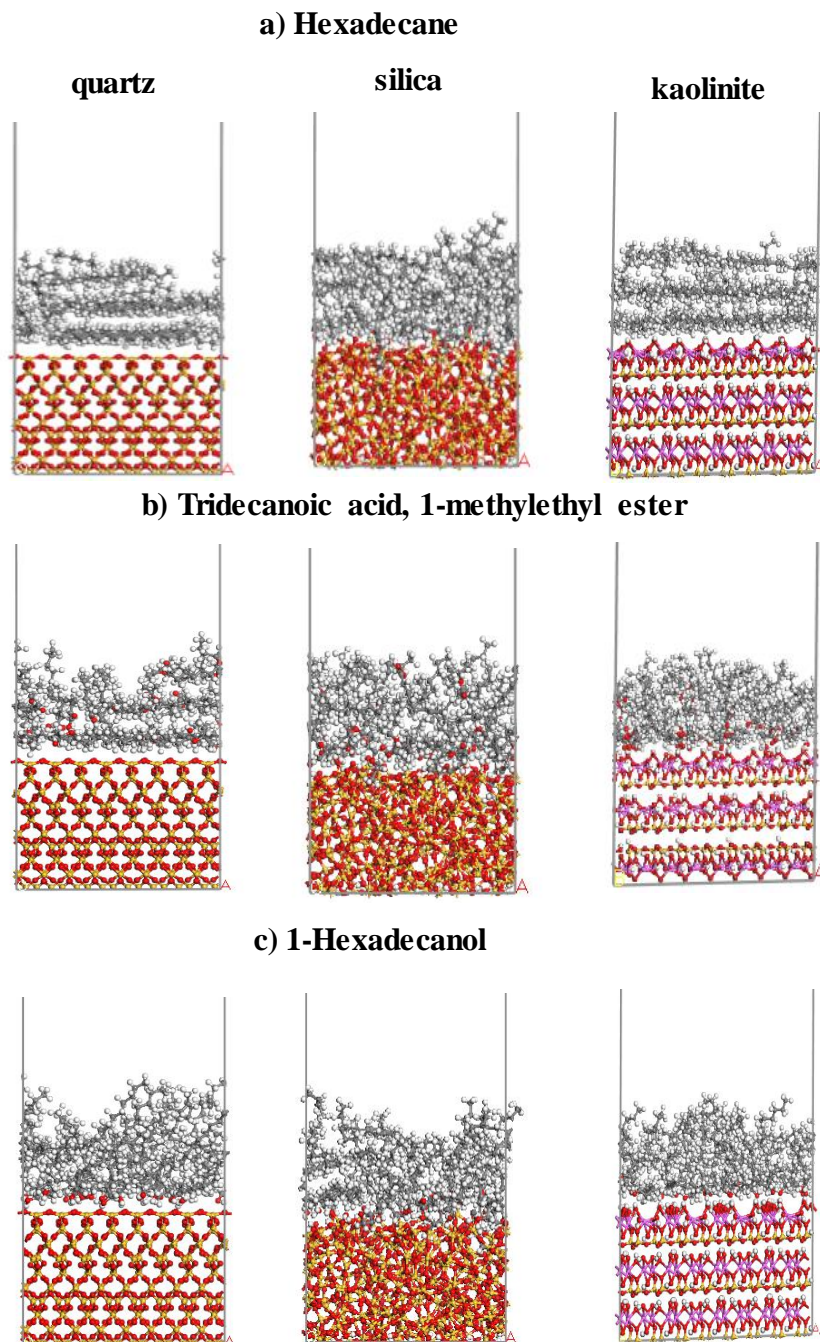 a) Hexadecane
quartz silica kaolinite
b) Tridecanoic acid, 1-methylethyl ester
c) 1-Hexadecanol